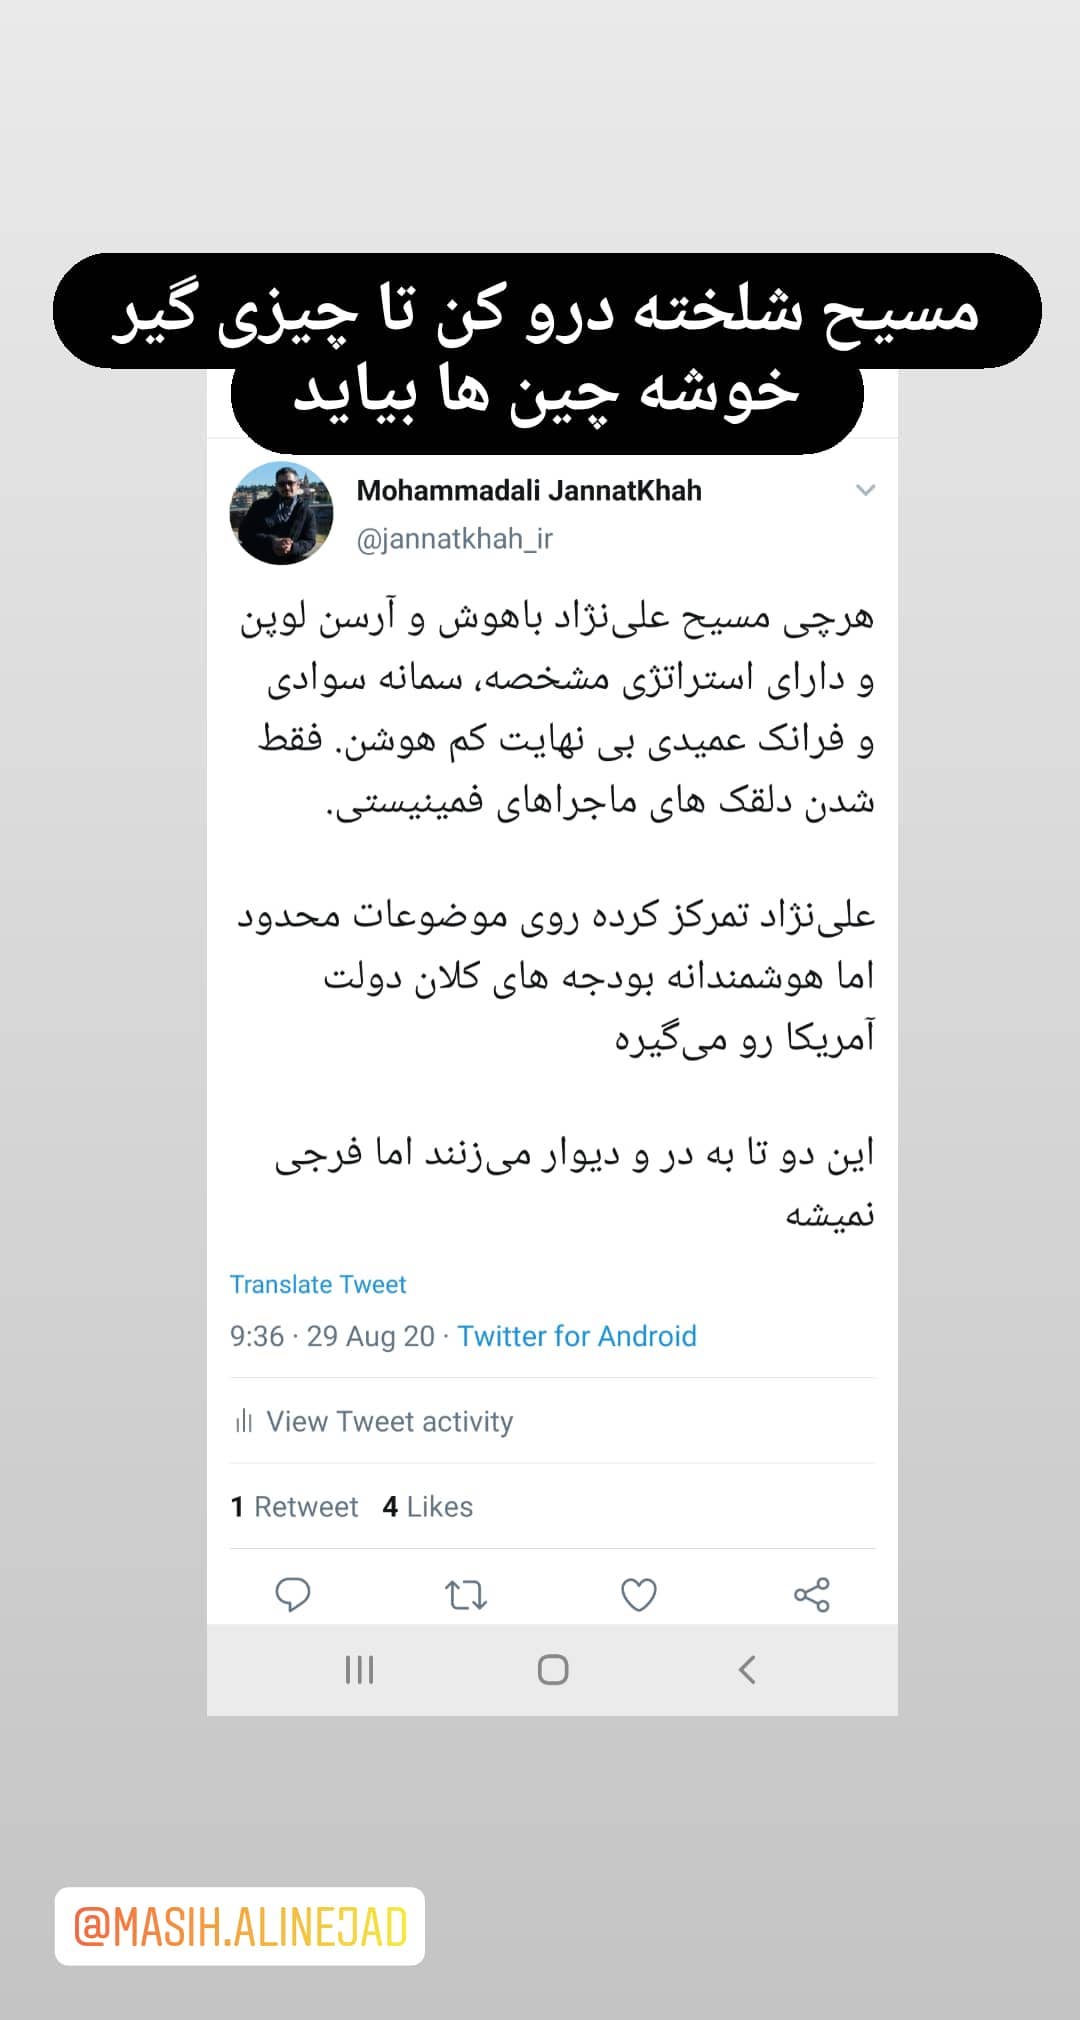 مسیح شلخته درو کن تا چیزی گیر
خوشه چین ها بیاید
Mohammadali JannatKhah
@jannatkhah_ir
هرچی مسیح علی‌نژاد باهوش و آرسن لوپن
و دارای استراتژی مشخصه، سمانه سوادی
و فرانک عمیدی بی نهایت کم هوشن. فقط
شدن دلقک های ماجراهای فمینیستی.
علی‌نژاد تمرکز کرده روی موضوعات محدود
اما هوشمندانه بودجه های کلان دولت
آمریکا رو می‌گیره
این دو تا به در و دیوار می‌زنند اما فرجی
نمیشه
Translate Tweet
9:36 · 29 Aug 20 · Twitter for Android
View Tweet activity
1 Retweet 4 Likes
@MASIH.ALINEJAD